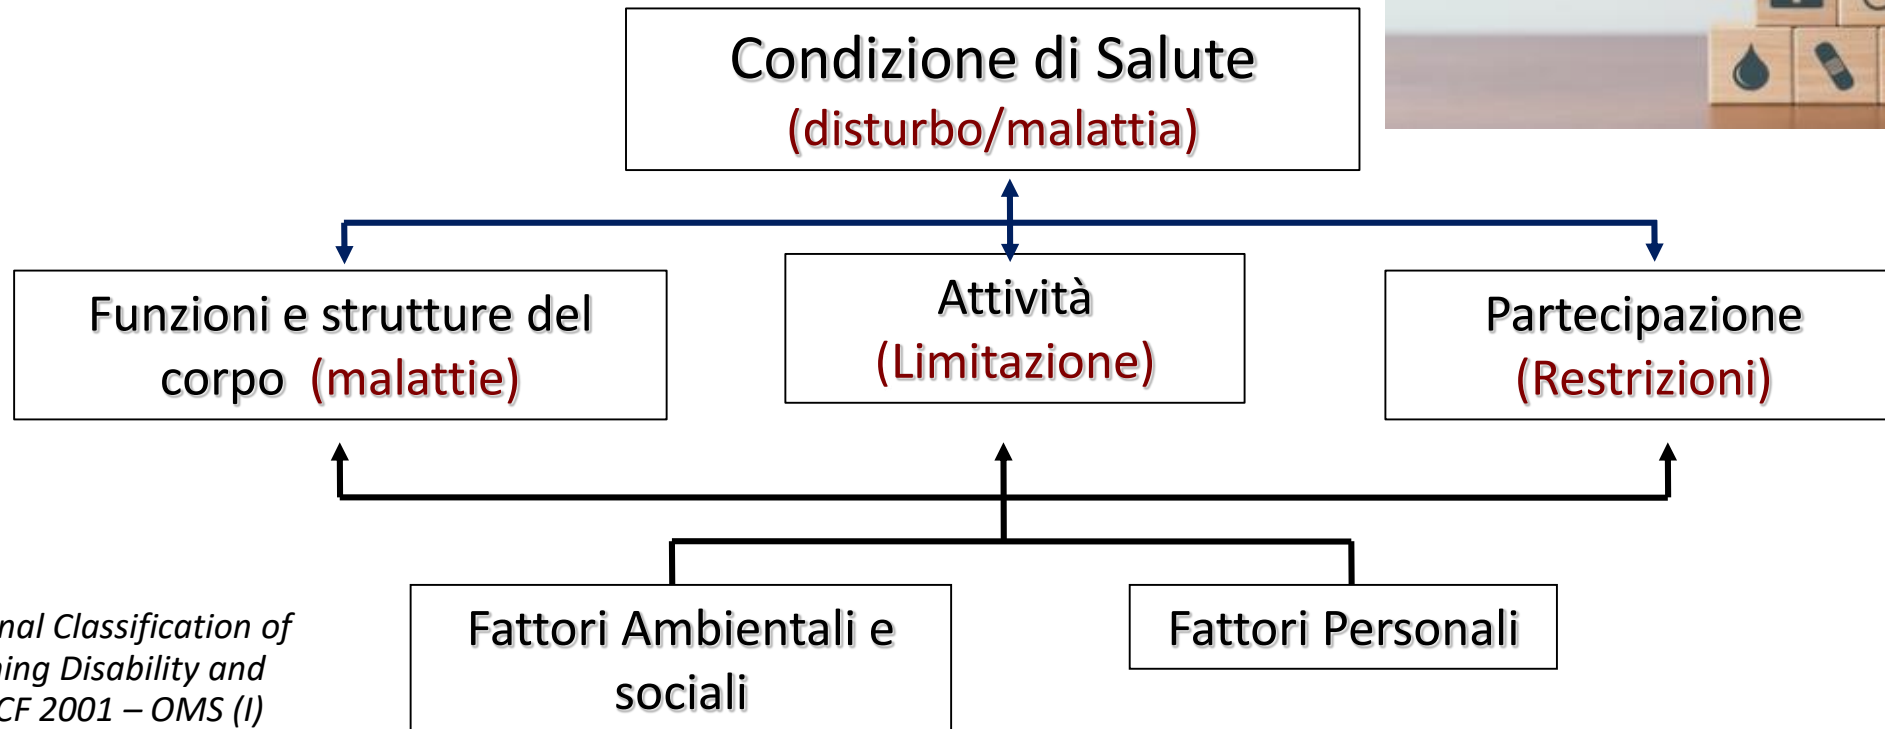 Condizione di Salute
(disturbo/malattia)
Funzioni e strutture del
corpo (malattie)
Attività
(Limitazione)
Partecipazione
(Restrizioni)
Fattori Ambientali e
sociali
Fattori Personali
nal Classification of
ning Disability and
CF 2001 – OMS (I)